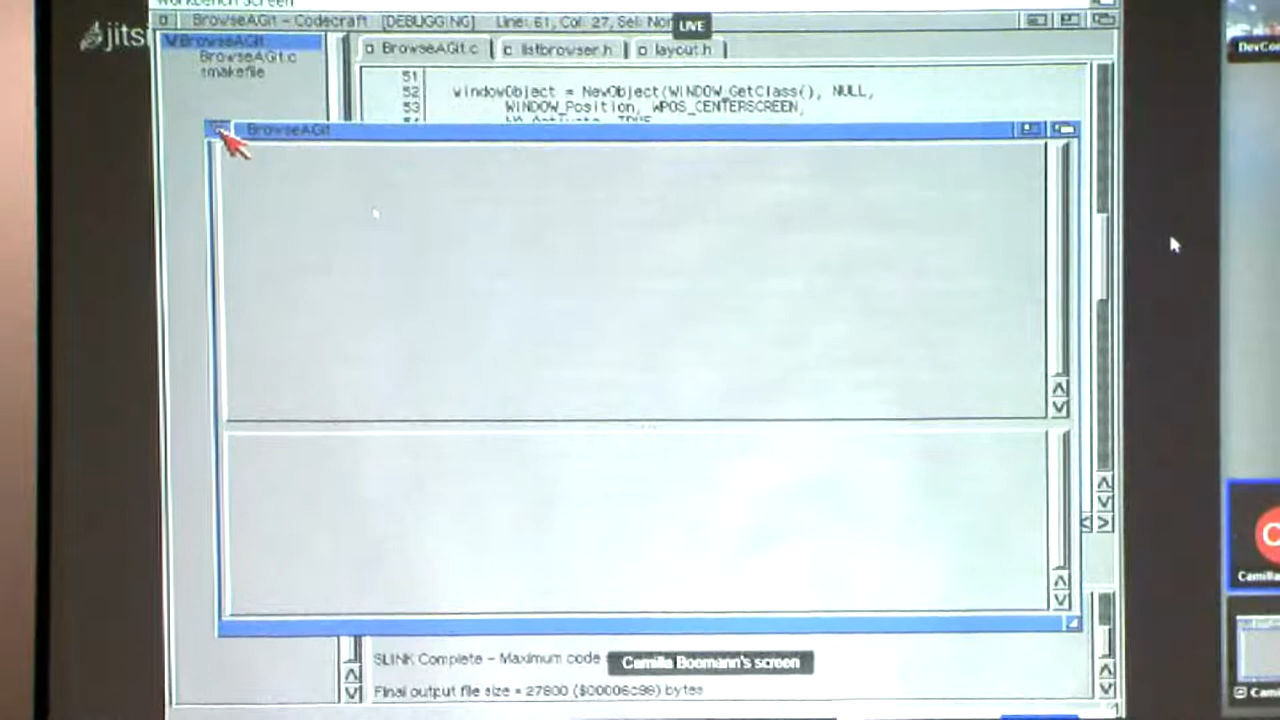 Workbench Screen
BrowseAGit - Codecraft [DEBUGGING] Line: 61, Col: 27, Sel: Non
LIVE
jitsi
DevCo
BrowseAGit
BrowseAGit.c
smakefile
BrowseAGit.c
listbrowser.h
layout.h
51
52 windowObject = NewObject(WINDOW_GetClass(), NULL,
53 WINDOW_Position, WPOS_CENTERSCREEN,
BrowseAGit
C
Camilla
SLINK Complete - Maximum code
Camilla Boemann's screen
Final output file size = 27800 ($00006c98) bytes
Cam